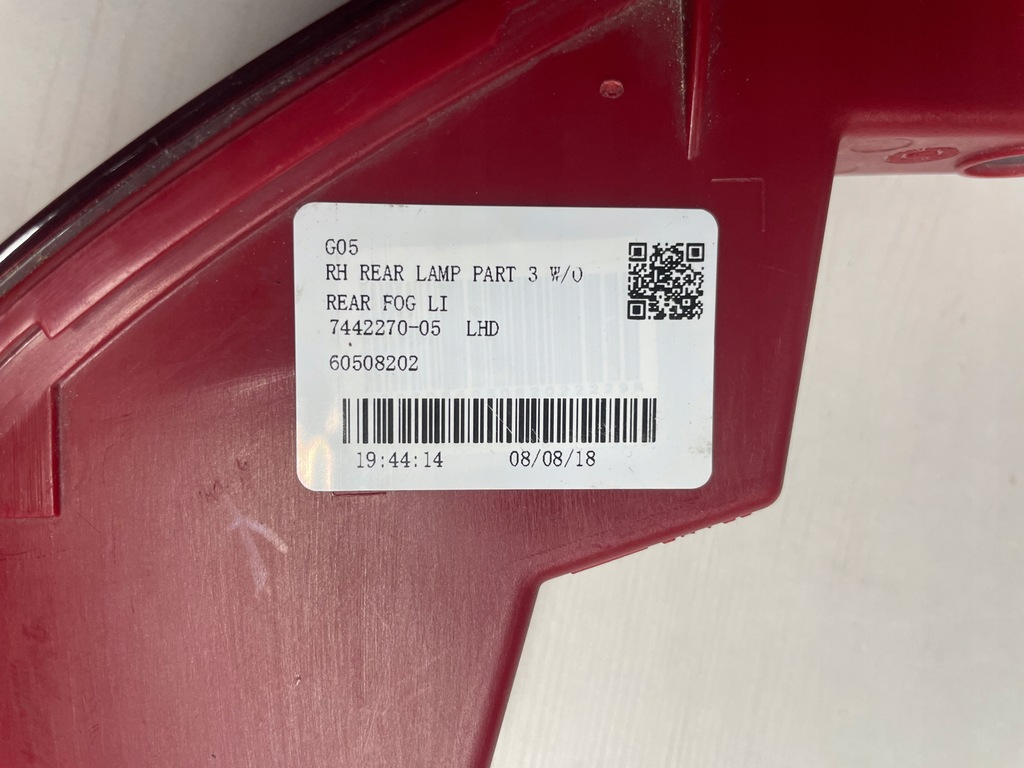 G05
RH REAR LAMP PART 3 W/O
REAR FOG LI
7442270-05 LHD
60508202
19:44:14 08/08/18